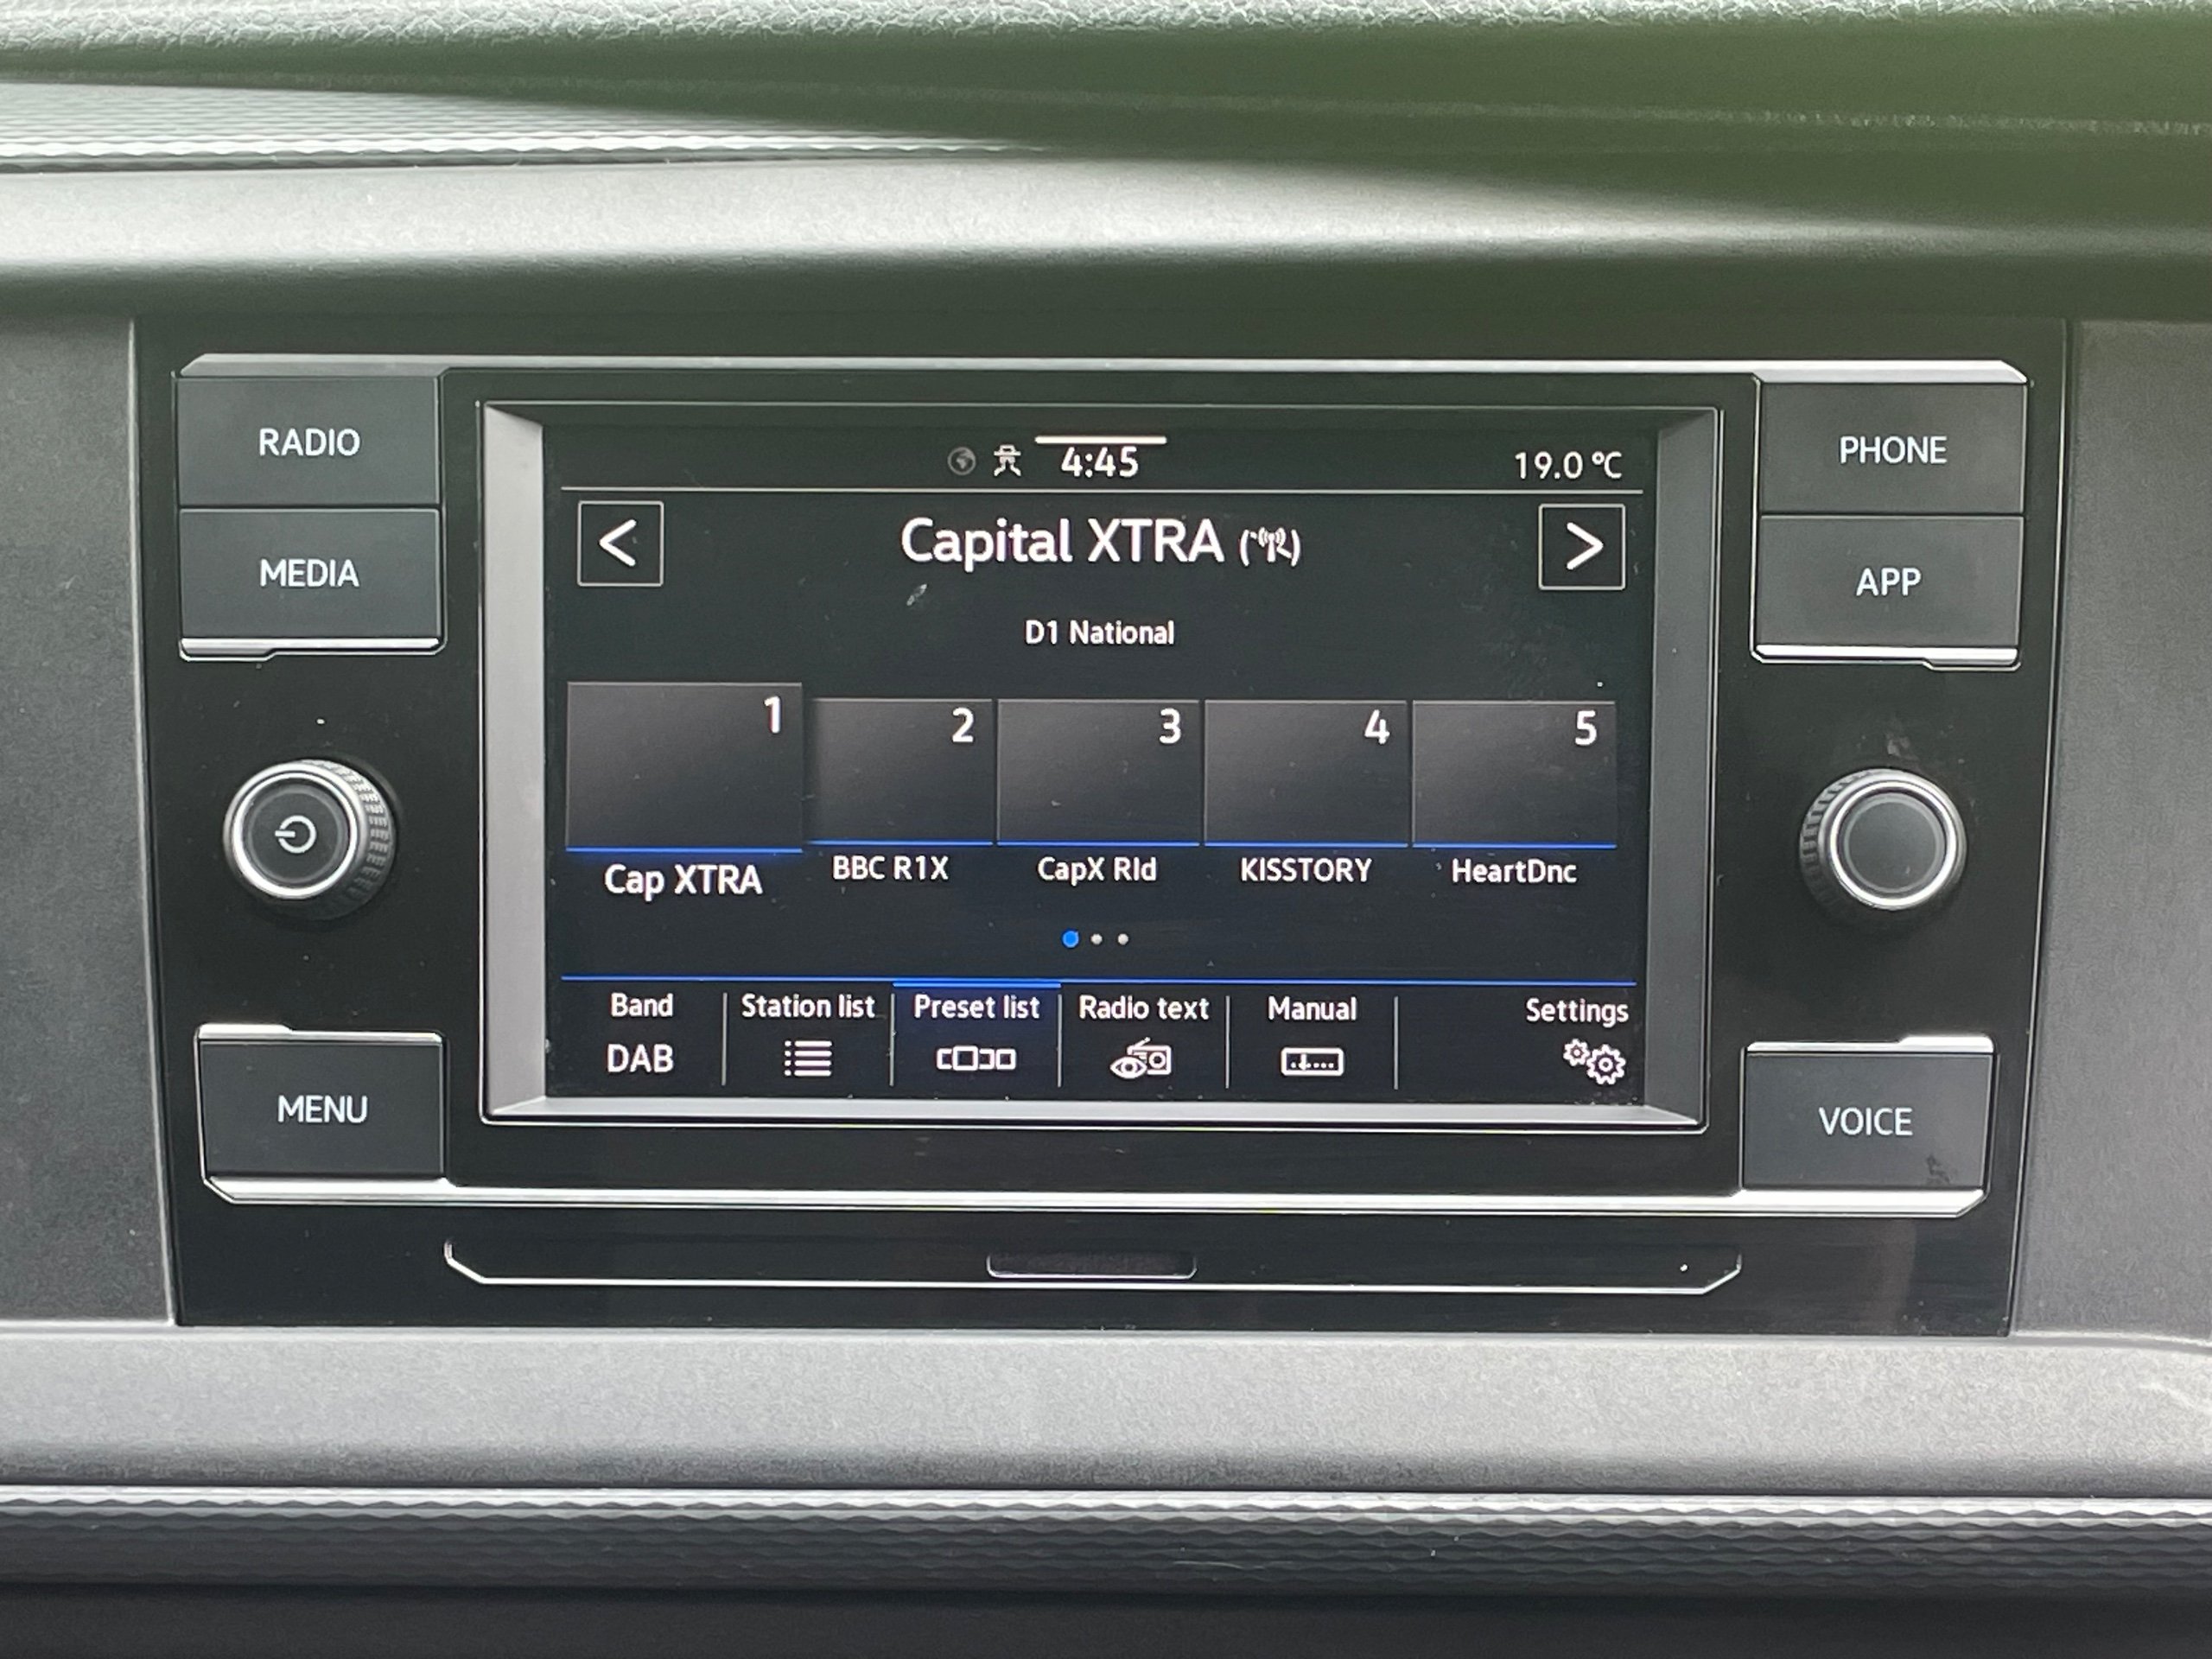 RADIO
MEDIA
MENU
4:45
19.0 °C
<
Capital XTRA
>
D1 National
1
2
3
4
5
Cap XTRA
BBC R1X
CapX Rld
KISSTORY
HeartDnc
Band
DAB
Station list
Preset list
Radio text
Manual
Settings
PHONE
APP
VOICE